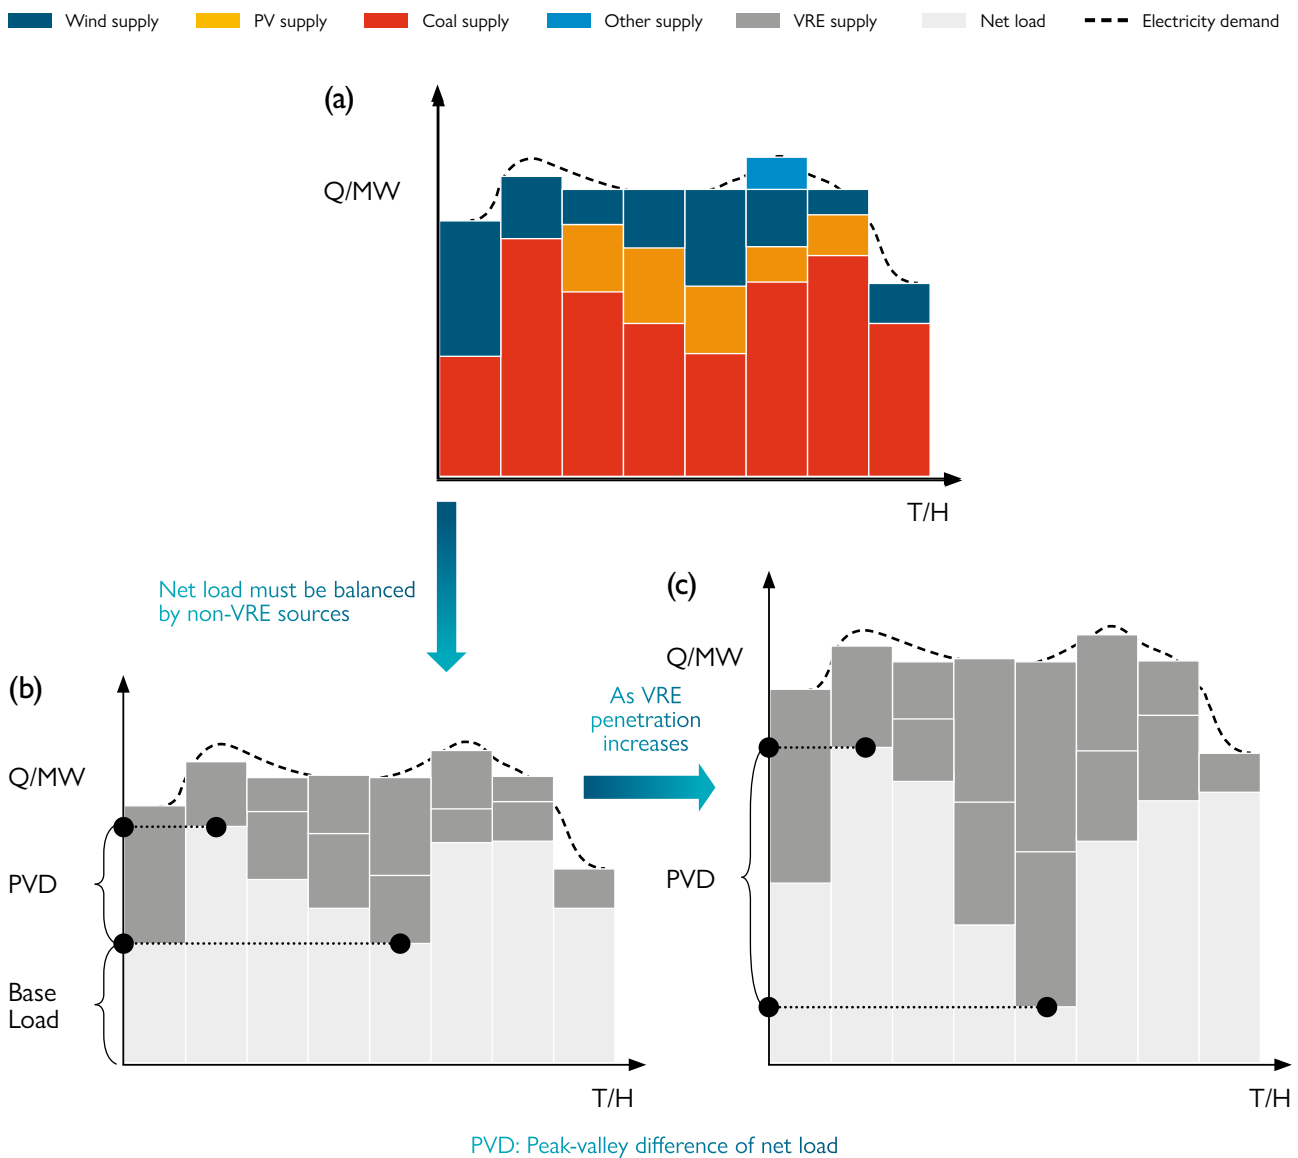 Wind supply
PV supply
Coal supply
Other supply
VRE supply
Net load
Electricity demand
(a)
Q/MW
T/H
Net load must be balanced
by non-VRE sources
(b)
Q/MW
PVD
Base
Load
T/H
As VRE
penetration
increases
(c)
Q/MW
PVD
T/H
PVD: Peak-valley difference of net load